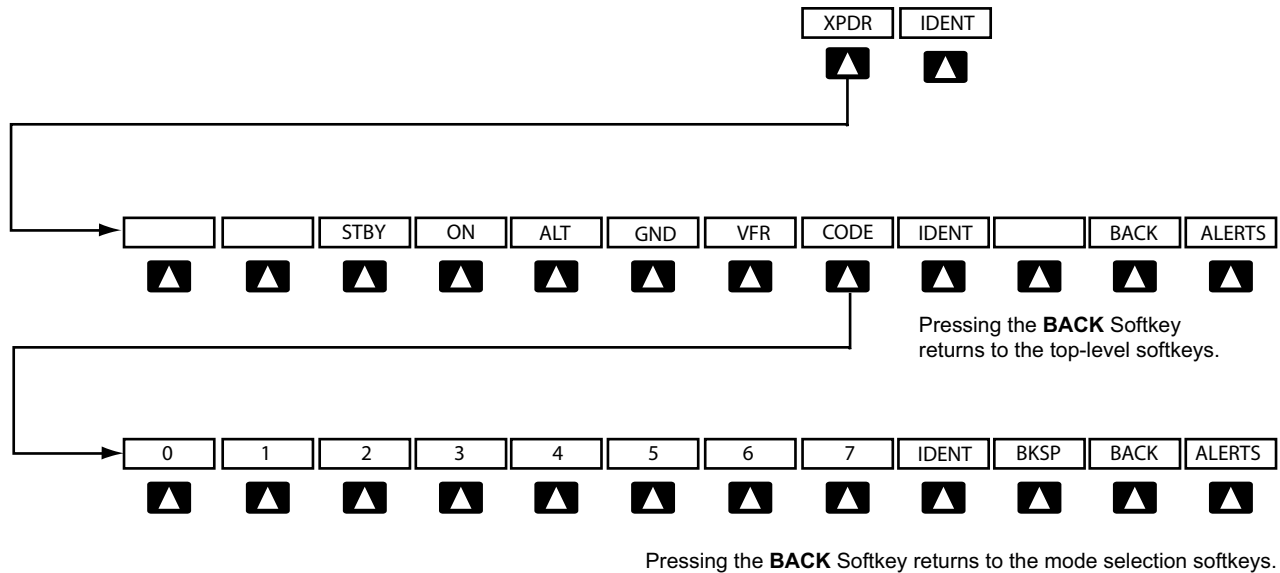 XPDR IDENT
STBY ON ALT GND VFR CODE IDENT BACK ALERTS
Pressing the BACK Softkey
returns to the top-level softkeys.
0 1 2 3 4 5 6 7 IDENT BKSP BACK ALERTS
Pressing the BACK Softkey returns to the mode selection softkeys.